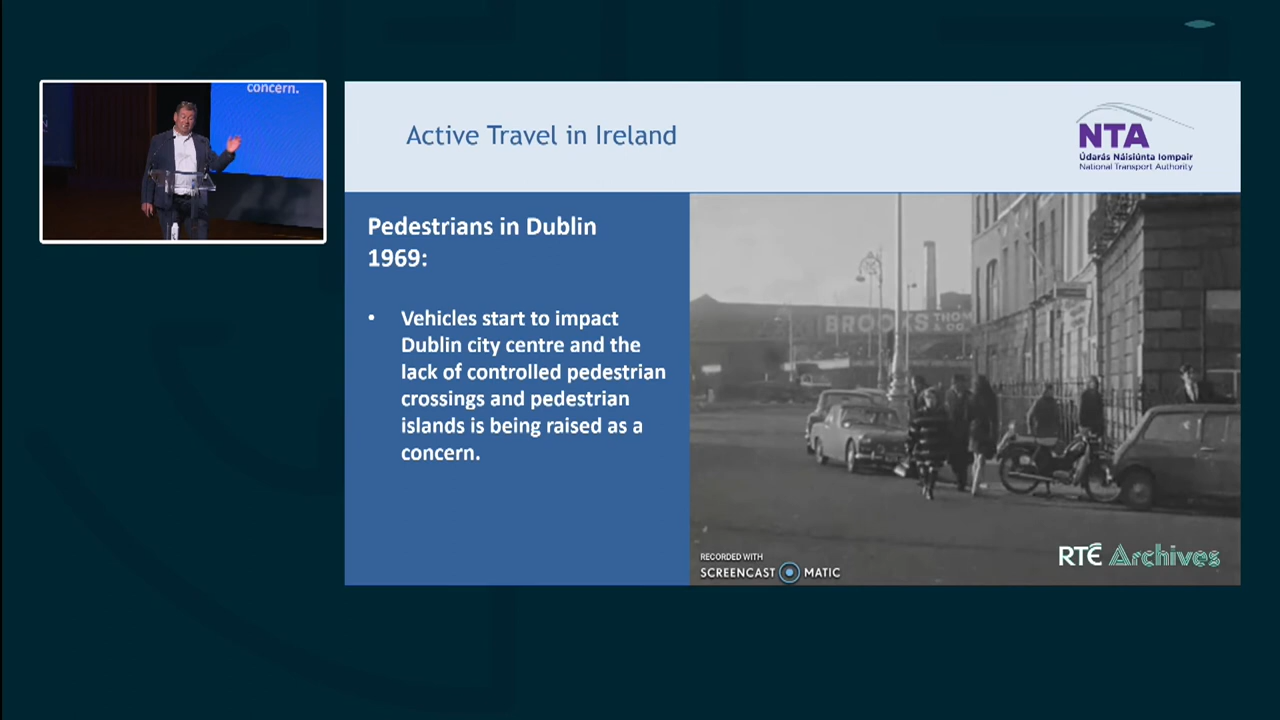 concern.
Active Travel in Ireland
NTA
Údarás Náisiúnta Iompair
National Transport Authority
Pedestrians in Dublin
1969:
• Vehicles start to impact
Dublin city centre and the
lack of controlled pedestrian
crossings and pedestrian
islands is being raised as a
concern.
BROOKS THOM
& CO
RECORDED WITH
SCREENCAST MATIC
RTÉ Archives